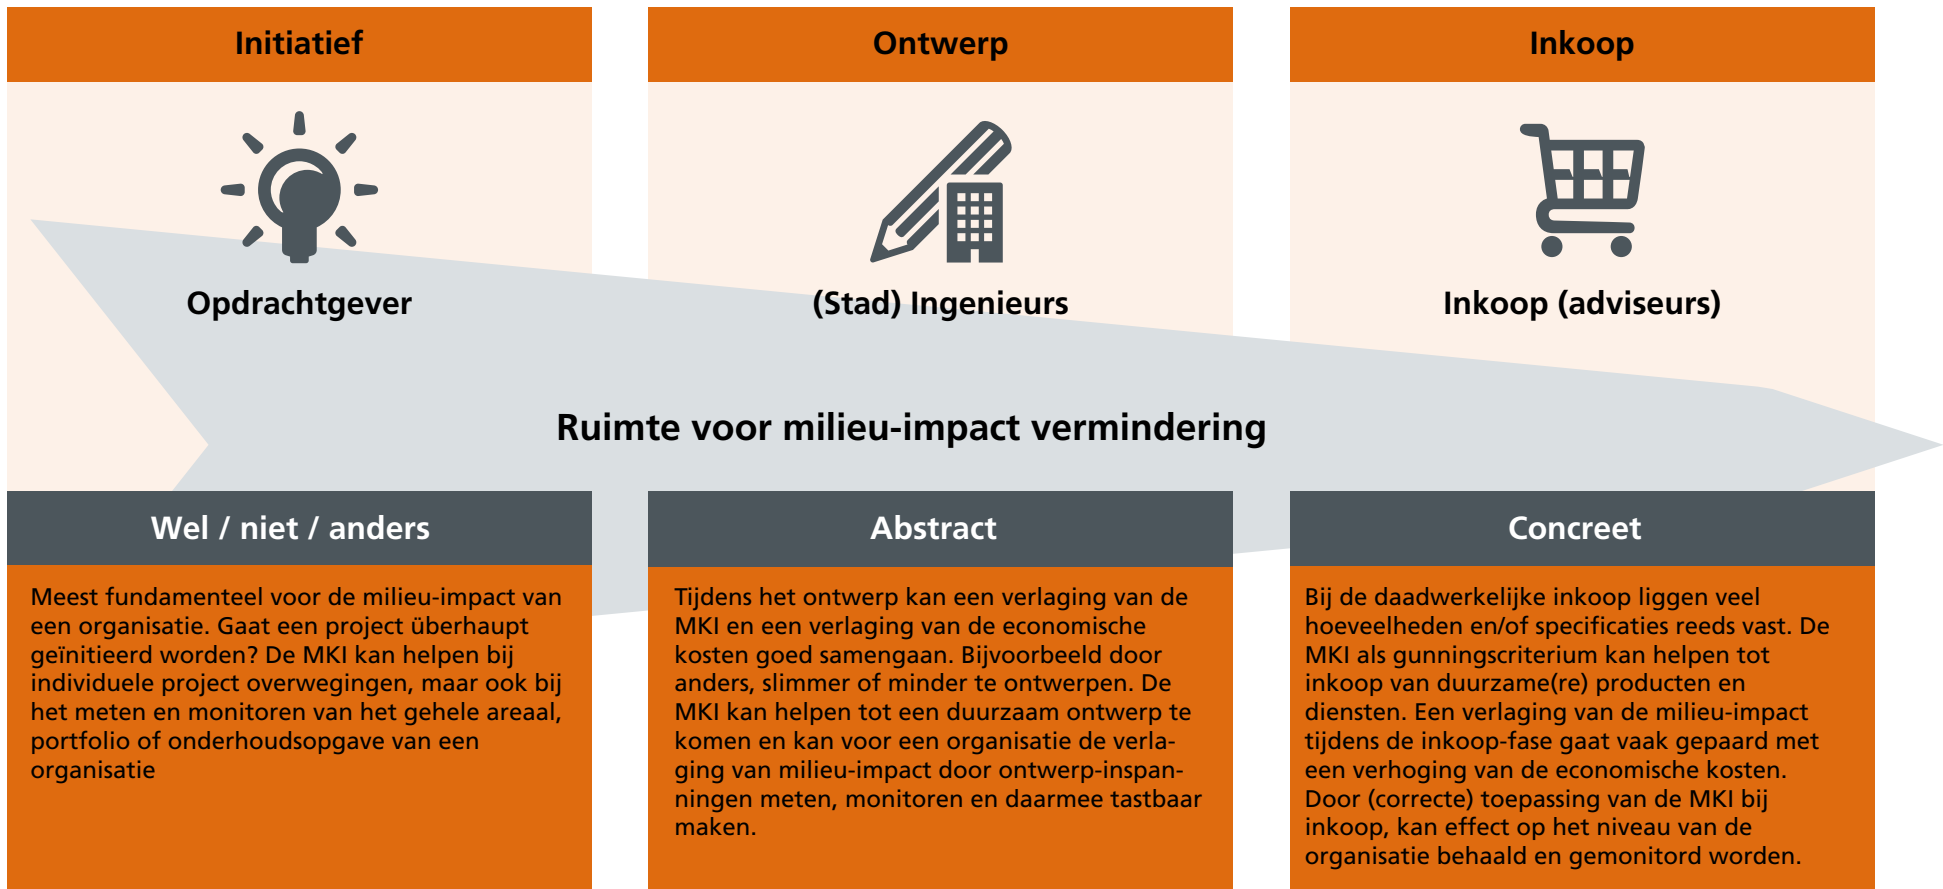 Initiatief
Opdrachtgever
Ontwerp
(Stad) Ingenieurs
Inkoop
Inkoop (adviseurs)
Ruimte voor milieu-impact vermindering
Wel / niet / anders
Meest fundamenteel voor de milieu-impact van
een organisatie. Gaat een project überhaupt
geïnitieerd worden? De MKI kan helpen bij
individuele project overwegingen, maar ook bij
het meten en monitoren van het gehele areaal,
portfolio of onderhoudsopgave van een
organisatie
Abstract
Tijdens het ontwerp kan een verlaging van de
MKI en een verlaging van de economische
kosten goed samengaan. Bijvoorbeeld door
anders, slimmer of minder te ontwerpen. De
MKI kan helpen tot een duurzaam ontwerp te
komen en kan voor een organisatie de verla-
ging van milieu-impact door ontwerp-inspan-
ningen meten, monitoren en daarmee tastbaar
maken.
Concreet
Bij de daadwerkelijke inkoop liggen veel
hoeveelheden en/of specificaties reeds vast. De
MKI als gunningscriterium kan helpen tot
inkoop van duurzame(re) producten en
diensten. Een verlaging van de milieu-impact
tijdens de inkoop-fase gaat vaak gepaard met
een verhoging van de economische kosten.
Door (correcte) toepassing van de MKI bij
inkoop, kan effect op het niveau van de
organisatie behaald en gemonitord worden.